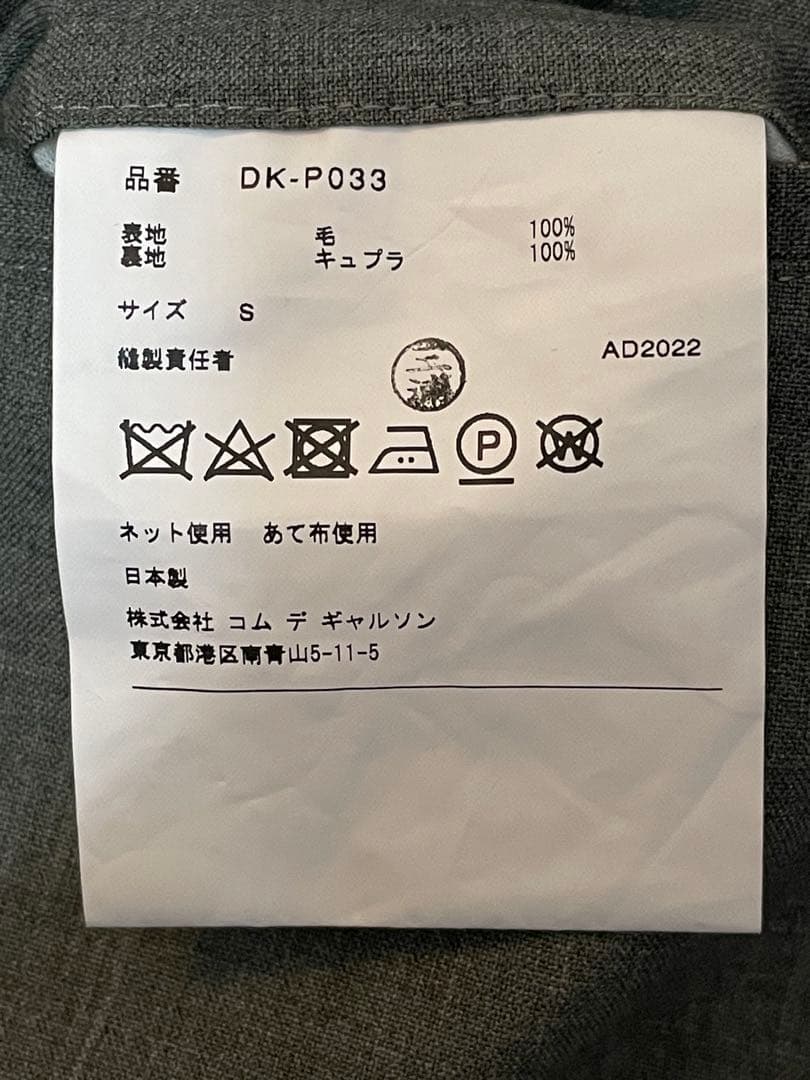 品番 DK-P033
表地 毛 100%
裏地 キュプラ 100%
サイズ S
縫製責任者 AD2022
P W
ネット使用 あて布使用
日本製
株式会社 コム デ ギャルソン
東京都港区南青山5-11-5